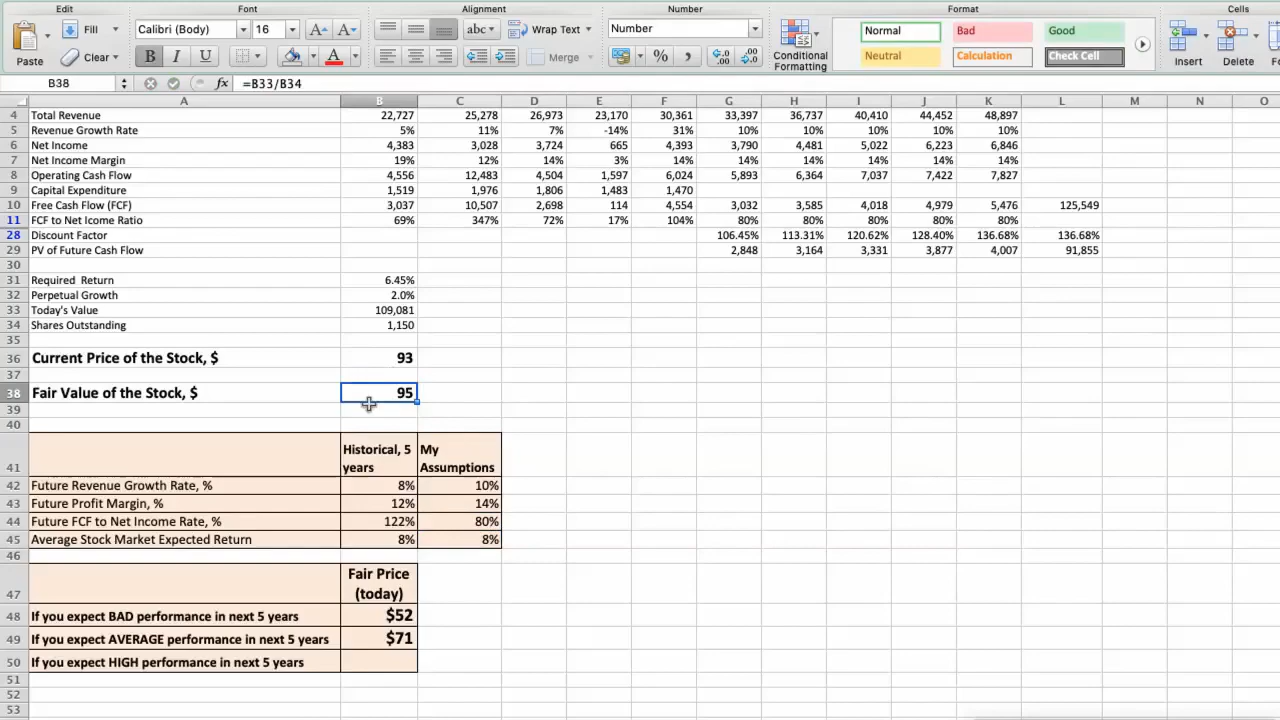 Edit Font Alignment Number Format Cells
Fill Calibri (Body) 16 A A abc Wrap Text Number Normal Bad Good
Paste Clear B I U A Merge % , .0 .00 .00 .0 Conditional Formatting Neutral Calculation Check Cell Insert Delete
B38 fx =B33/B34
A B C D E F G H I J K L M N O
4 Total Revenue 22,727 25,278 26,973 23,170 30,361 33,397 36,737 40,410 44,452 48,897
5 Revenue Growth Rate 5% 11% 7% -14% 31% 10% 10% 10% 10% 10%
6 Net Income 4,383 3,028 3,724 665 4,393 3,790 4,481 5,022 6,223 6,846
7 Net Income Margin 19% 12% 14% 3% 14% 14% 14% 14% 14% 14%
8 Operating Cash Flow 4,556 12,483 4,504 1,597 6,024 5,893 6,364 7,037 7,422 7,827
9 Capital Expenditure 1,519 1,976 1,806 1,483 1,470
10 Free Cash Flow (FCF) 3,037 10,507 2,698 114 4,554 3,032 3,585 4,018 4,979 5,476 125,549
11 FCF to Net Icome Ratio 69% 347% 72% 17% 104% 80% 80% 80% 80% 80%
28 Discount Factor 106.45% 113.31% 120.62% 128.40% 136.68% 136.68%
29 PV of Future Cash Flow 2,848 3,164 3,331 3,877 4,007 91,855
30
31 Required Return 6.45%
32 Perpetual Growth 2.0%
33 Today's Value 109,081
34 Shares Outstanding 1,150
35
36 Current Price of the Stock, $ 93
37
38 Fair Value of the Stock, $ 95
39
40
41 Historical, 5 years My Assumptions
42 Future Revenue Growth Rate, % 8% 10%
43 Future Profit Margin, % 12% 14%
44 Future FCF to Net Income Rate, % 122% 80%
45 Average Stock Market Expected Return 8% 8%
46
47 Fair Price (today)
48 If you expect BAD performance in next 5 years $52
49 If you expect AVERAGE performance in next 5 years $71
50 If you expect HIGH performance in next 5 years
51
52
53